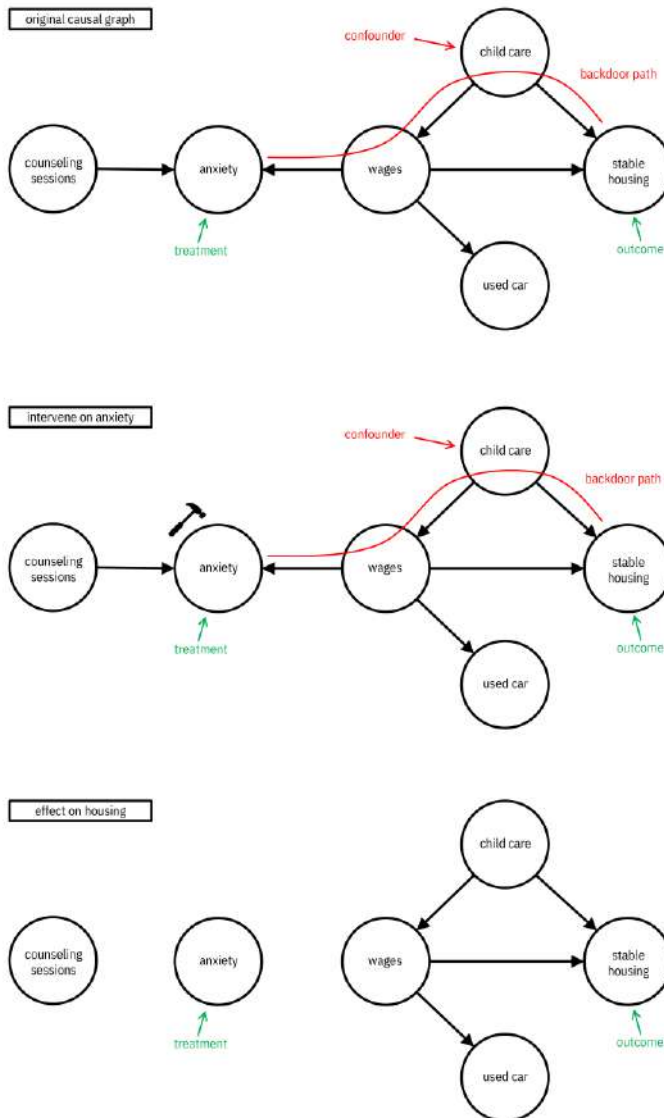 original causal graph
confounder
child care
backdoor path
counseling
sessions
anxiety
wages
stable
housing
treatment
outcome
used car
intervene on anxiety
confounder
child care
backdoor path
counseling
sessions
anxiety
wages
stable
housing
treatment
outcome
used car
effect on housing
child care
counseling
sessions
anxiety
wages
stable
housing
treatment
outcome
used car